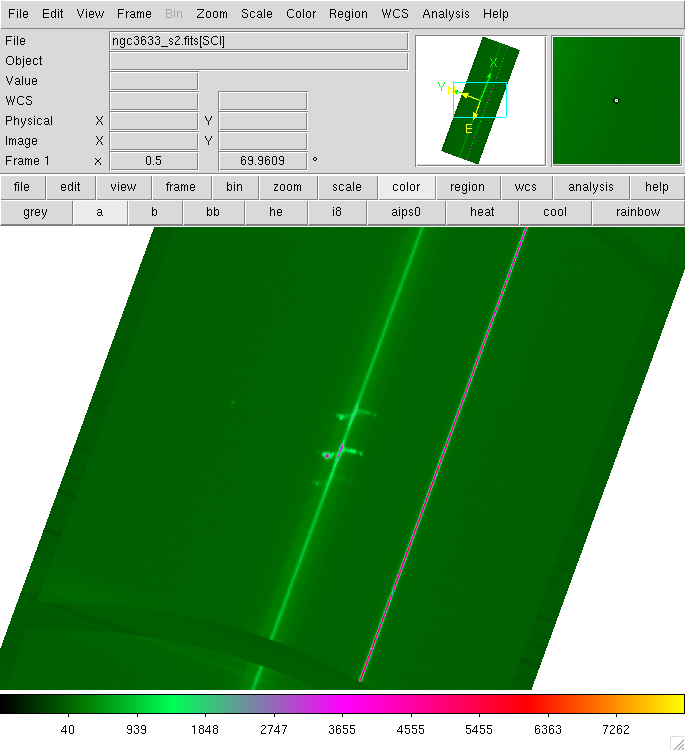 File Edit View Frame Bin Zoom Scale Color Region WCS Analysis Help
File ngc3633_s2.fits[SCI]
Object
Value
WCS
Physical X Y
Image X Y
Frame 1 x 0.5 69.9609 °
X
Y N
E
file edit view frame bin zoom scale color region wcs analysis help
grey a b bb he i8 aips0 heat cool rainbow
40 939 1848 2747 3655 4555 5455 6363 7262